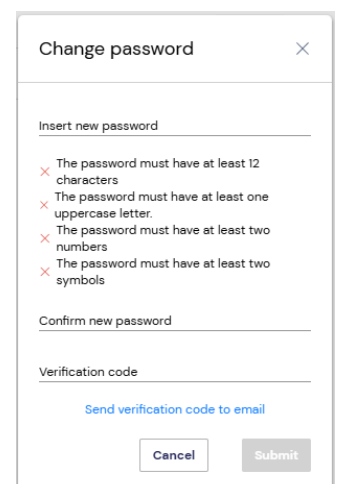 Change password
Insert new password
The password must have at least 12
characters
The password must have at least one
uppercase letter.
The password must have at least two
numbers
The password must have at least two
symbols
Confirm new password
Verification code
Send verification code to email
Cancel
Submit